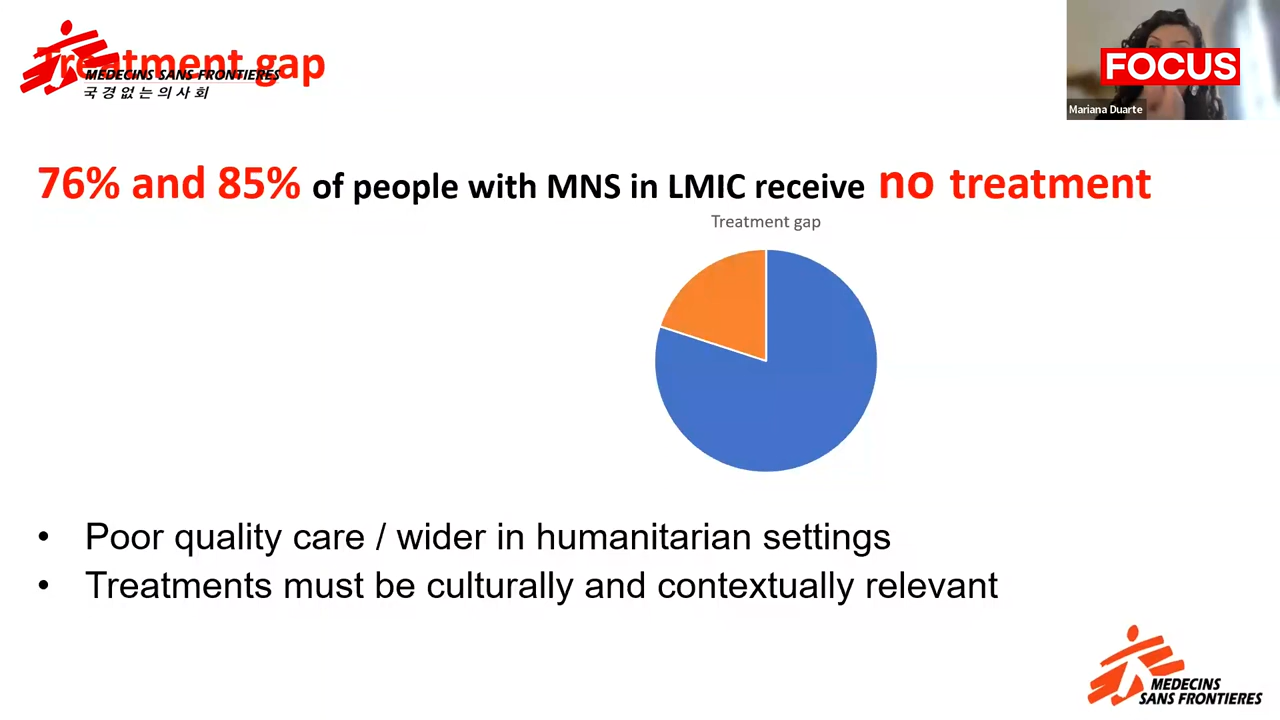 Treatment gap
MEDECINS SANS FRONTIERES
국경없는의사회
FOCUS
Mariana Duarte
76% and 85% of people with MNS in LMIC receive no treatment
Treatment gap
• Poor quality care / wider in humanitarian settings
• Treatments must be culturally and contextually relevant
MEDECINS
SANS FRONTIERES